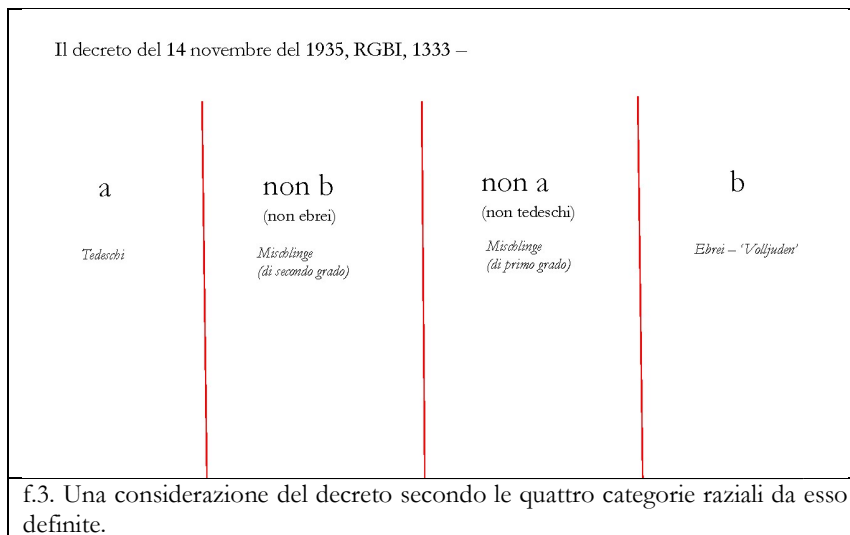 Il decreto del 14 novembre del 1935, RGBI, 1333 –
a
non b
non a
b
(non ebrei)
(non tedeschi)
Tedeschi
Mischlinge
(di secondo grado)
Mischlinge
(di primo grado)
Ebrei – 'Volljuden'
f.3. Una considerazione del decreto secondo le quattro categorie raziali da esso
definite.